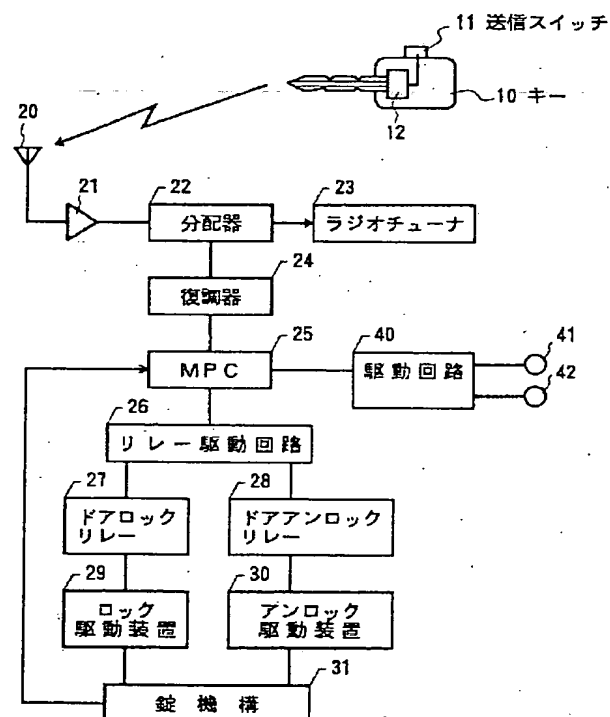 11 送信スイッチ
10 キー
12
20
21
22
分配器
23
ラジオチューナ
24
復調器
25
MPC
40
駆動回路
41
42
26
リレー駆動回路
27
ドアロック
リレー
28
ドアアンロック
リレー
29
ロック
駆動装置
30
アンロック
駆動装置
31
錠機構